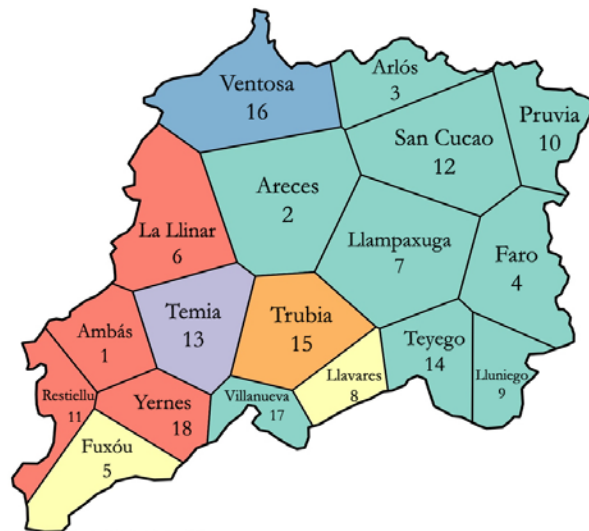 Ventosa
16
Arlós
3
Pruvia
10
San Cucao
12
Areces
2
La Llinar
6
Llampaxuga
7
Faro
4
Temia
13
Trubia
15
Ambás
1
Teyego
14
Lluniego
9
Restiellu
11
Yernes
18
Villanueva
17
Llavares
8
Fuxóu
5